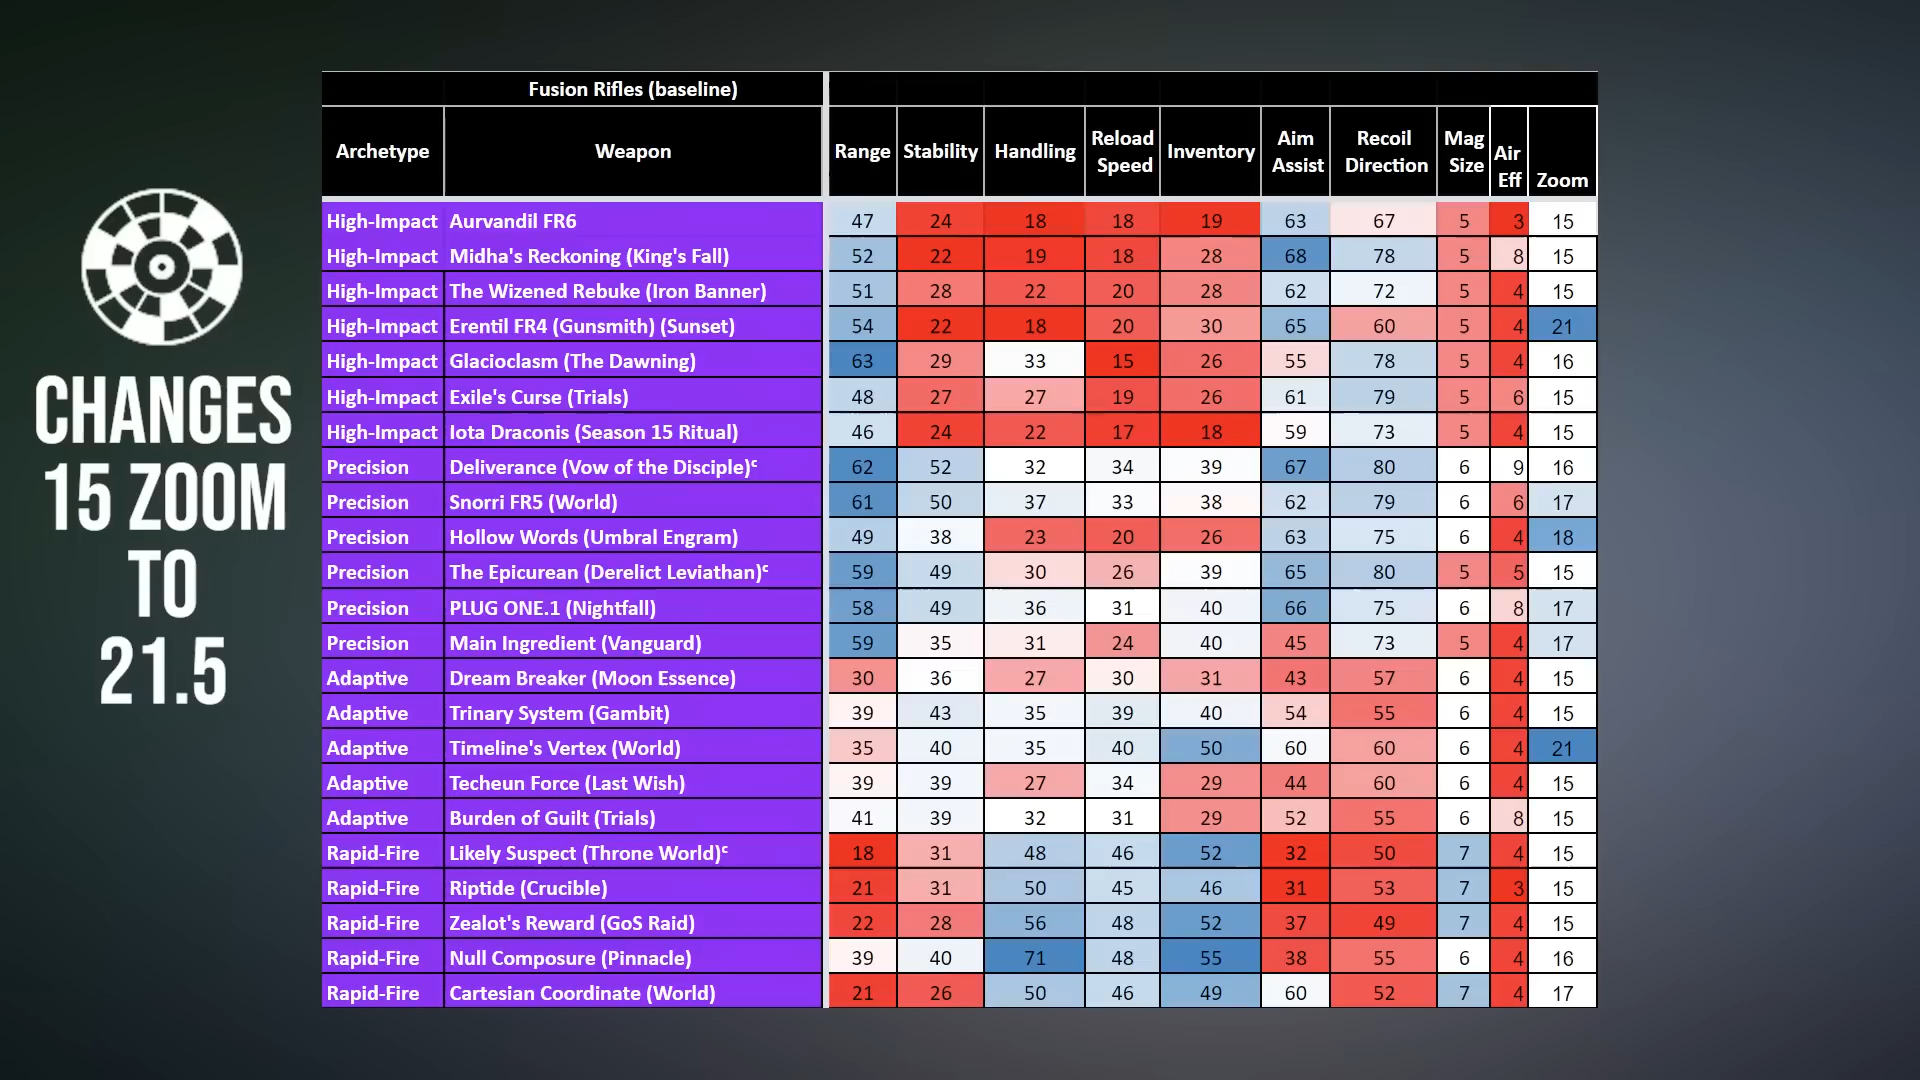 CHANGES
15 ZOOM
TO
21.5
Fusion Rifles (baseline)
Archetype Weapon Range Stability Handling Reload Speed Inventory Aim Assist Recoil Direction Mag Size Air Eff Zoom
High-Impact Aurvandil FR6 47 24 18 18 19 63 67 5 3 15
High-Impact Midha's Reckoning (King's Fall) 52 22 19 18 28 68 78 5 8 15
High-Impact The Wizened Rebuke (Iron Banner) 51 28 22 20 28 62 72 5 4 15
High-Impact Erentil FR4 (Gunsmith) (Sunset) 54 22 18 20 30 65 60 5 4 21
High-Impact Glacioclasm (The Dawning) 63 29 33 15 26 55 78 5 4 16
High-Impact Exile's Curse (Trials) 48 27 27 19 26 61 79 5 6 15
High-Impact Iota Draconis (Season 15 Ritual) 46 24 22 17 18 59 73 5 4 15
Precision Deliverance (Vow of the Disciple)ᶜ 62 52 32 34 39 67 80 6 9 16
Precision Snorri FR5 (World) 61 50 37 33 38 62 79 6 6 17
Precision Hollow Words (Umbral Engram) 49 38 23 20 26 63 75 6 4 18
Precision The Epicurean (Derelict Leviathan)ᶜ 59 49 30 26 39 65 80 5 5 15
Precision PLUG ONE.1 (Nightfall) 58 49 36 31 40 66 75 6 8 17
Precision Main Ingredient (Vanguard) 59 35 31 24 40 45 73 5 4 17
Adaptive Dream Breaker (Moon Essence) 30 36 27 30 31 43 57 6 4 15
Adaptive Trinary System (Gambit) 39 43 35 39 40 54 55 6 4 15
Adaptive Timeline's Vertex (World) 35 40 35 40 50 60 60 6 4 21
Adaptive Techeun Force (Last Wish) 39 39 27 34 29 44 60 6 4 15
Adaptive Burden of Guilt (Trials) 41 39 32 31 29 52 55 6 8 15
Rapid-Fire Likely Suspect (Throne World)ᶜ 18 31 48 46 52 32 50 7 4 15
Rapid-Fire Riptide (Crucible) 21 31 50 45 46 31 53 7 3 15
Rapid-Fire Zealot's Reward (GoS Raid) 22 28 56 48 52 37 49 7 4 15
Rapid-Fire Null Composure (Pinnacle) 39 40 71 48 55 38 55 6 4 16
Rapid-Fire Cartesian Coordinate (World) 21 26 50 46 49 60 52 7 4 17